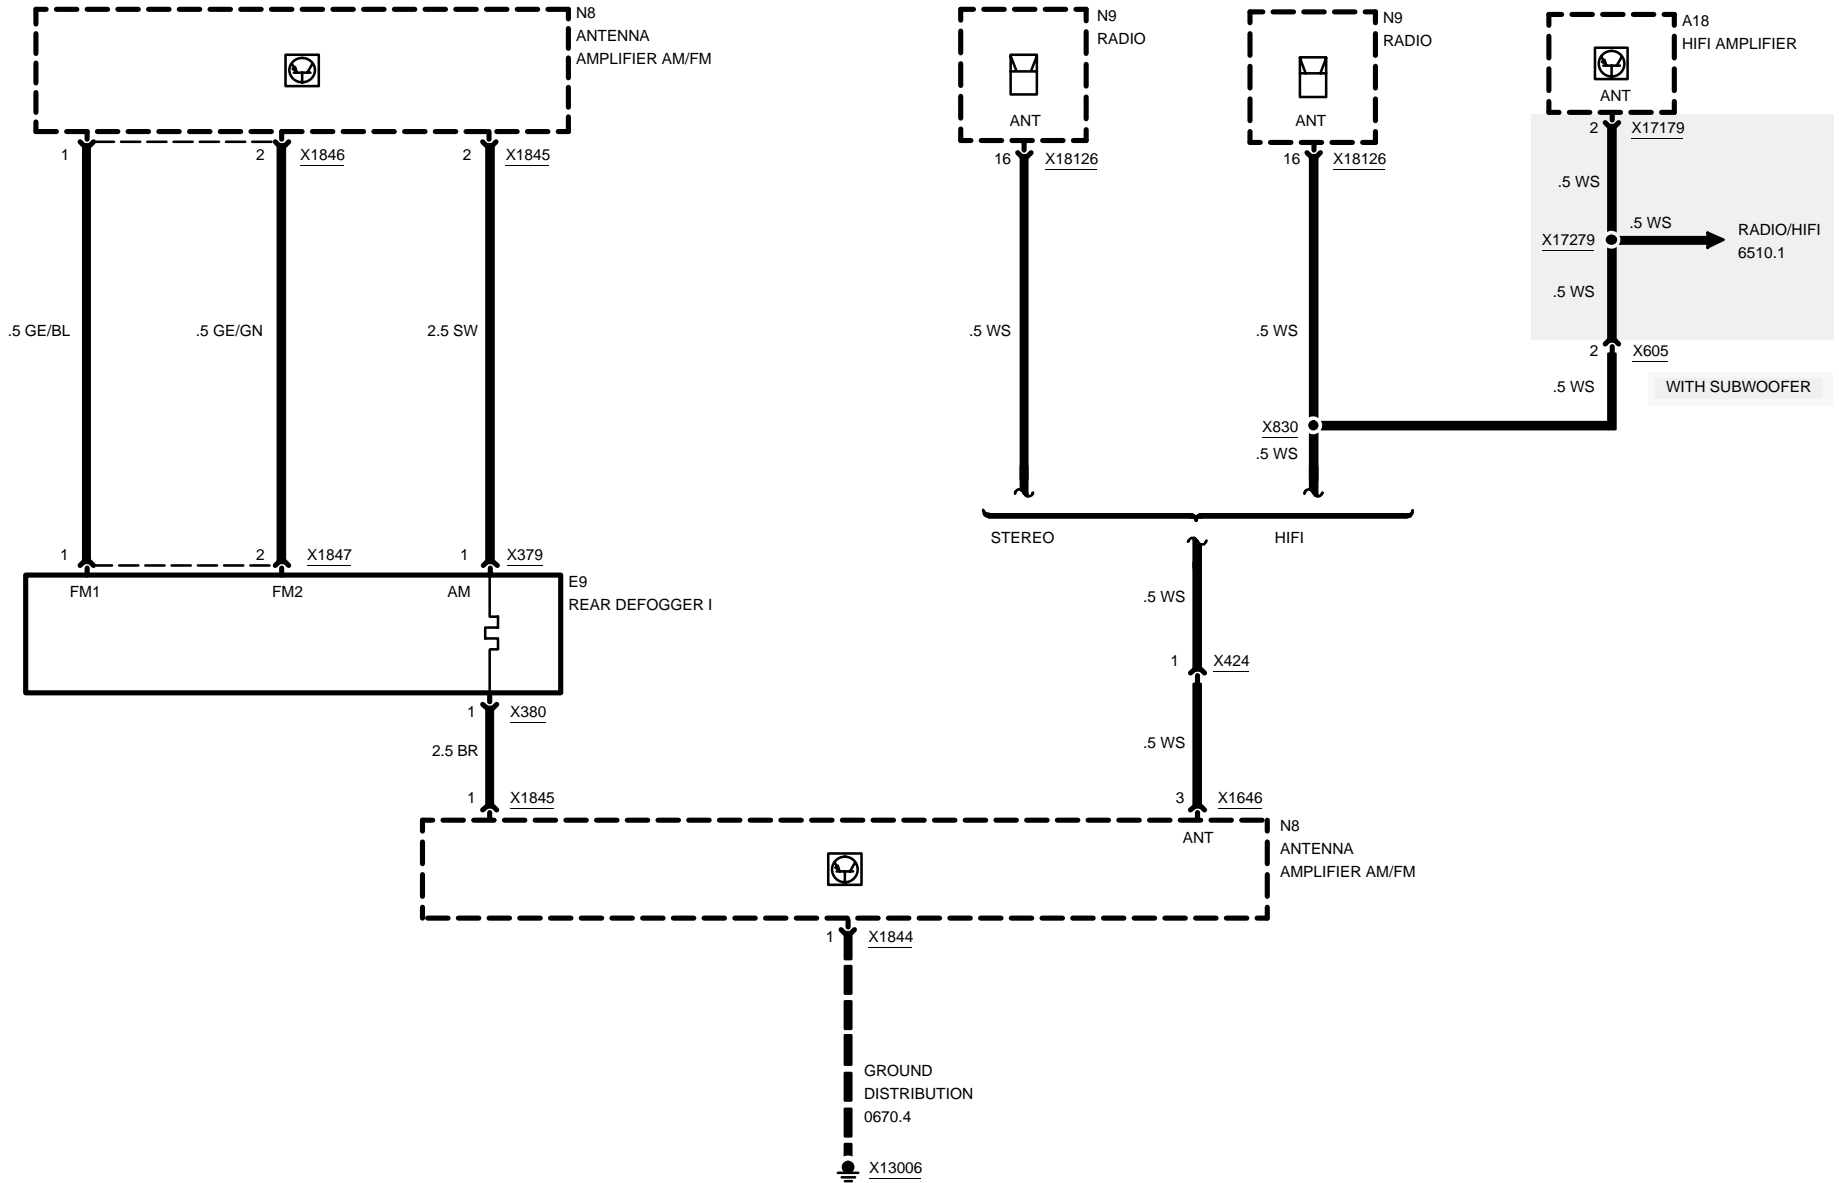 N8
ANTENNA
AMPLIFIER AM/FM
N9
RADIO
ANT
N9
RADIO
ANT
A18
HIFI AMPLIFIER
ANT
1
2 X1846
2 X1845
16 X18126
16 X18126
2 X17179
.5 WS
.5 WS
X17279
RADIO/HIFI
6510.1
.5 WS
.5 GE/BL
.5 GE/GN
2.5 SW
.5 WS
.5 WS
2 X605
.5 WS
WITH SUBWOOFER
X830
.5 WS
STEREO
HIFI
1
2 X1847
1 X379
FM1
FM2
AM
E9
REAR DEFOGGER I
.5 WS
1 X424
1 X380
2.5 BR
.5 WS
1 X1845
3 X1646
ANT
N8
ANTENNA
AMPLIFIER AM/FM
1 X1844
GROUND
DISTRIBUTION
0670.4
X13006